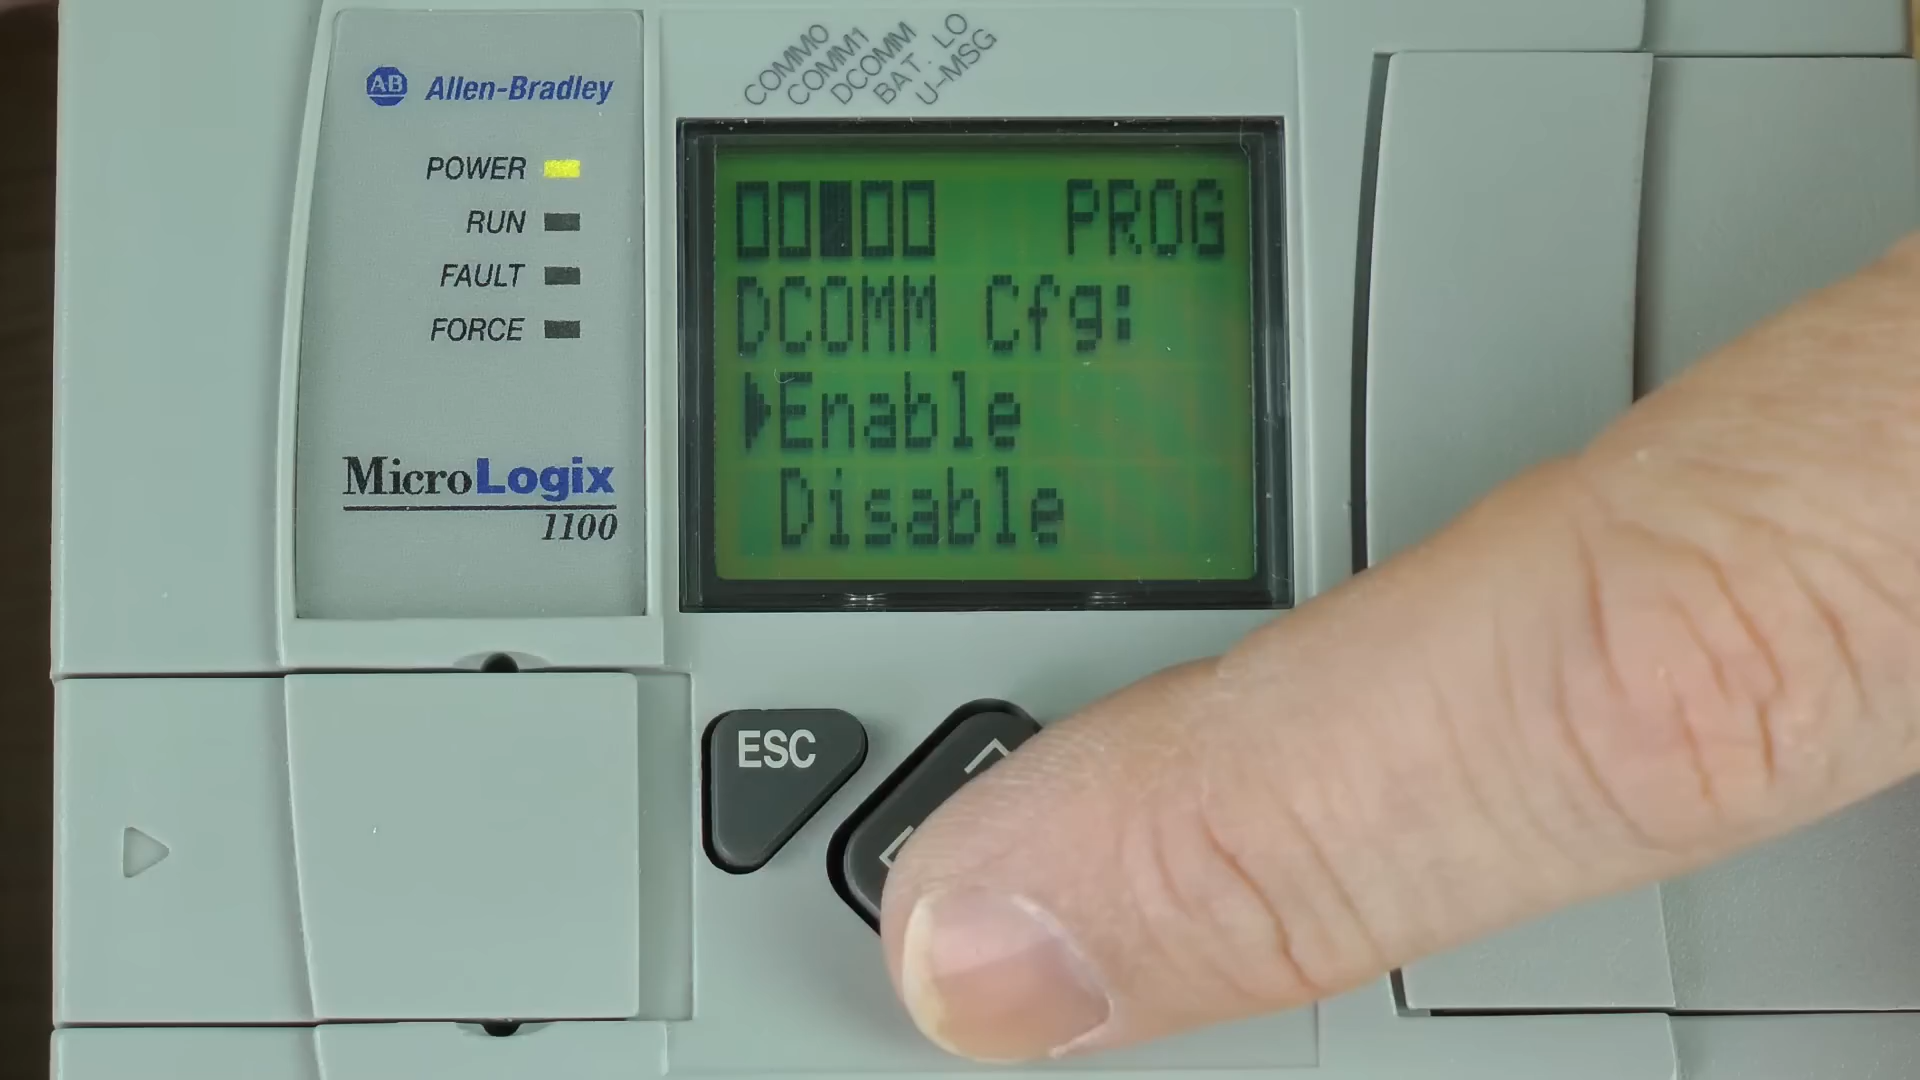 AB Allen-Bradley
POWER
RUN
FAULT
FORCE
MicroLogix
1100
COMM0
COMM1
DCOMM
BAT. LO
U-MSG
PROG
DCOMM Cfg:
Enable
Disable
ESC